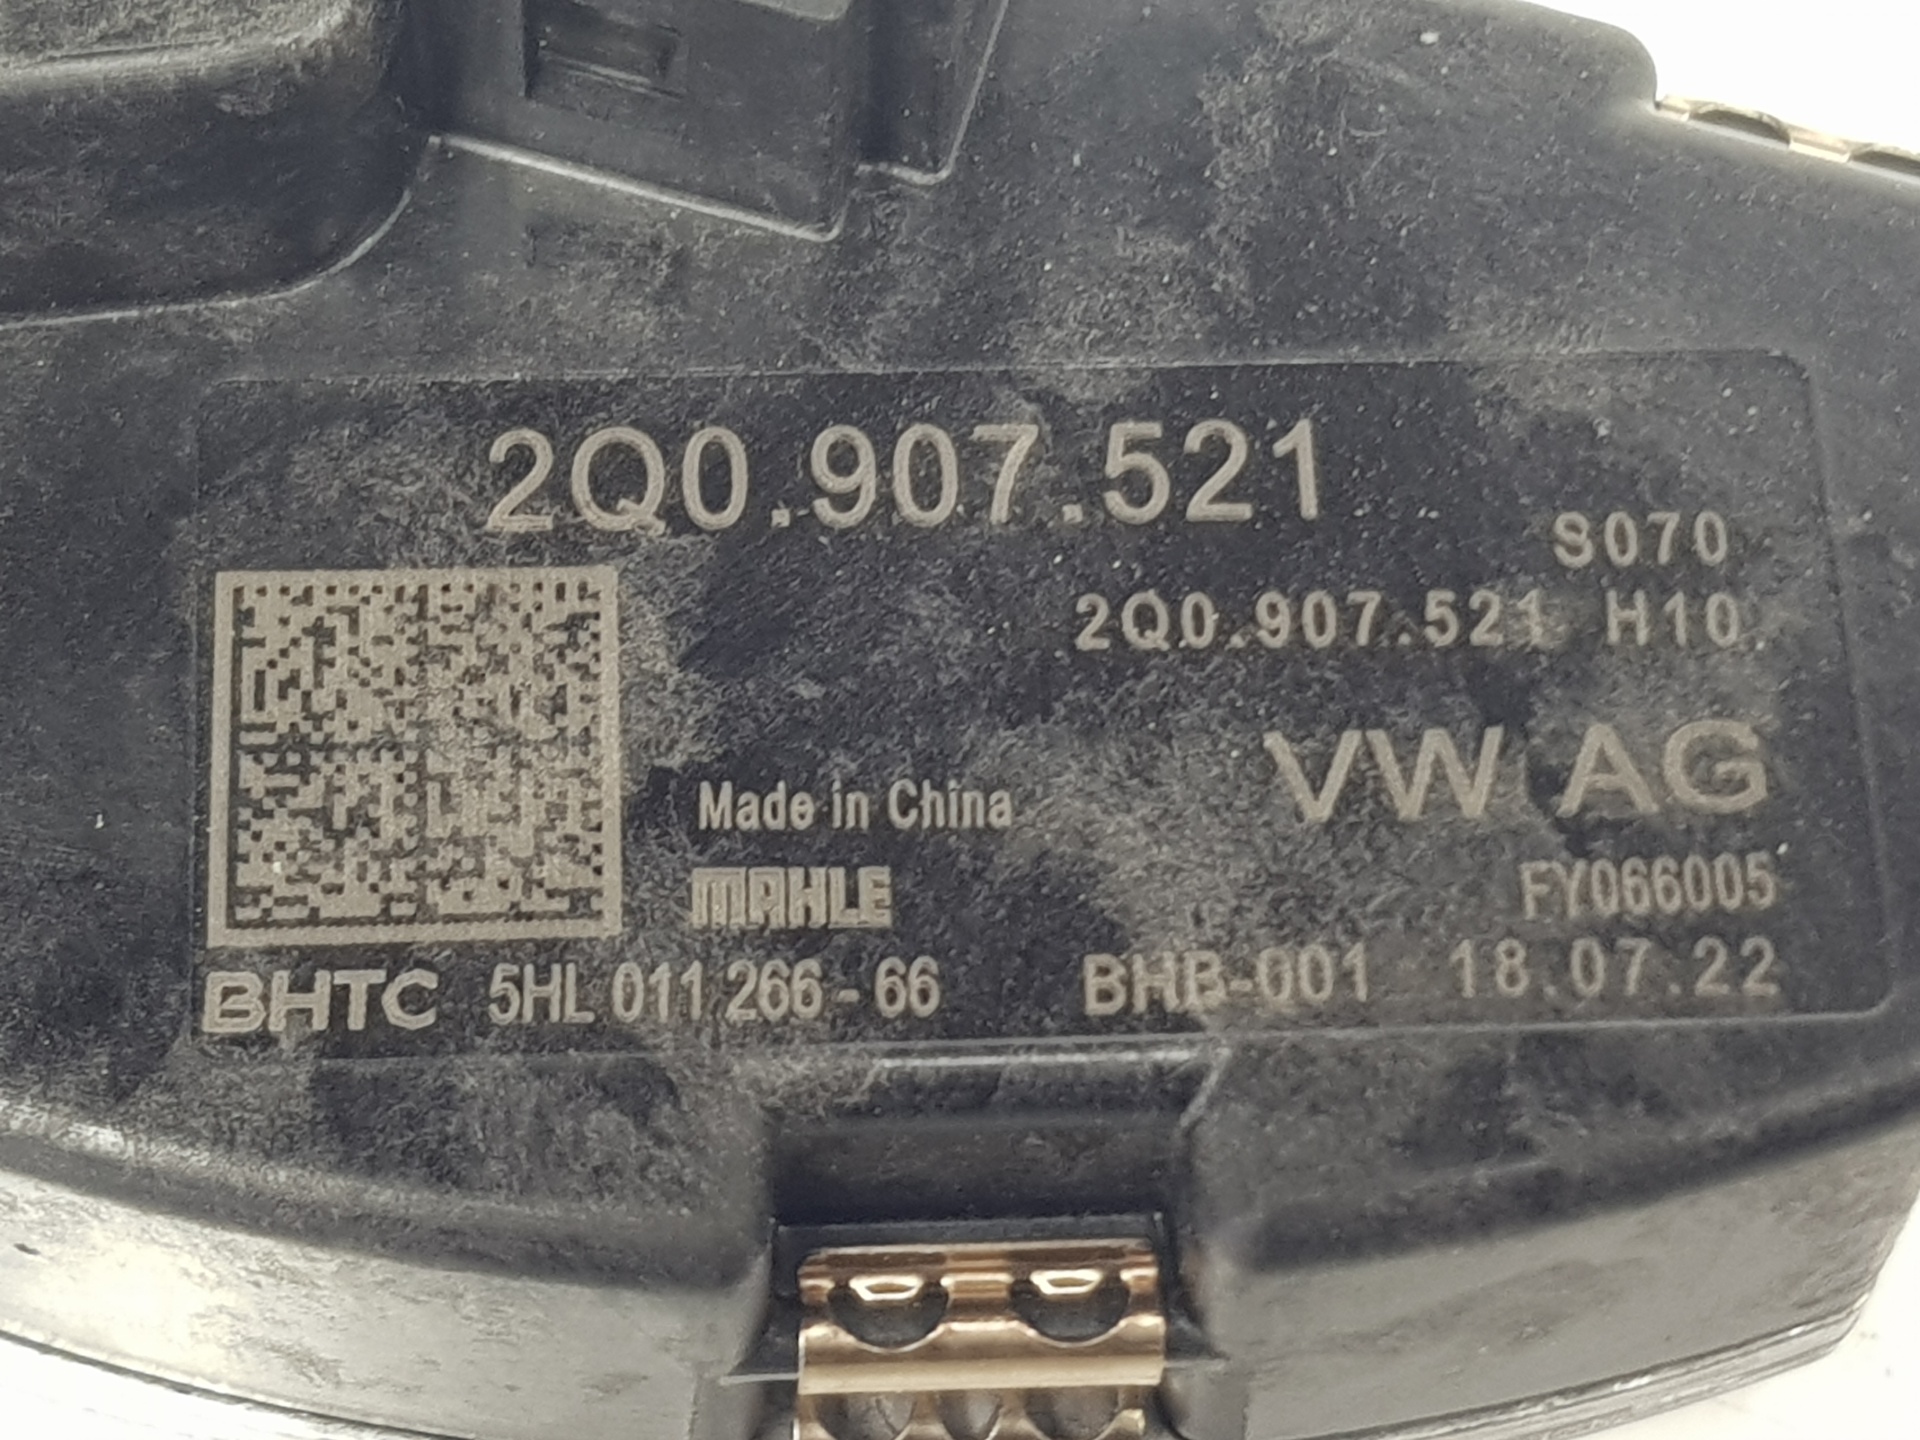 2Q0.907.521
S070
2Q0.907.521 H10
VW AG
Made in China
MAHLE
FY066005
BHTC 5HL 011 266-66 BHB-001 18.07.22